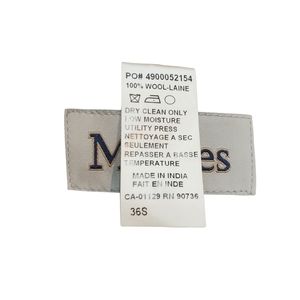 PO# 4900052154
100% WOOL-LAINE
DRY CLEAN ONLY
LOW MOISTURE
UTILITY PRESS
NETTOYAGE A SEC
SEULEMENT
REPASSER A BASSE
TEMPERATURE
MADE IN INDIA
FAIT EN INDE
CA-01129 RN 90736
36S